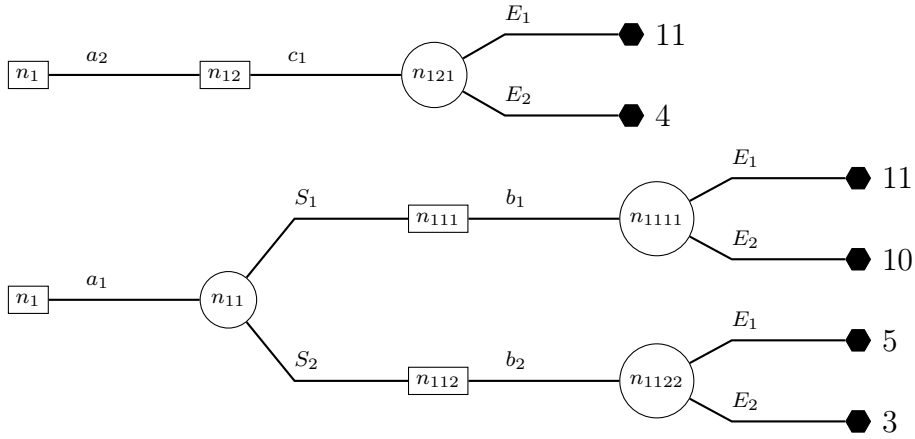 E₁ 11
a₂ c₁
n₁ n₁₂ n₁₂₁
E₂ 4
E₁ 11
S₁ b₁
n₁₁₁ n₁₁₁₁
E₂ 10
a₁
n₁ n₁₁
E₁ 5
S₂ b₂
n₁₁₂ n₁₁₂₂
E₂ 3